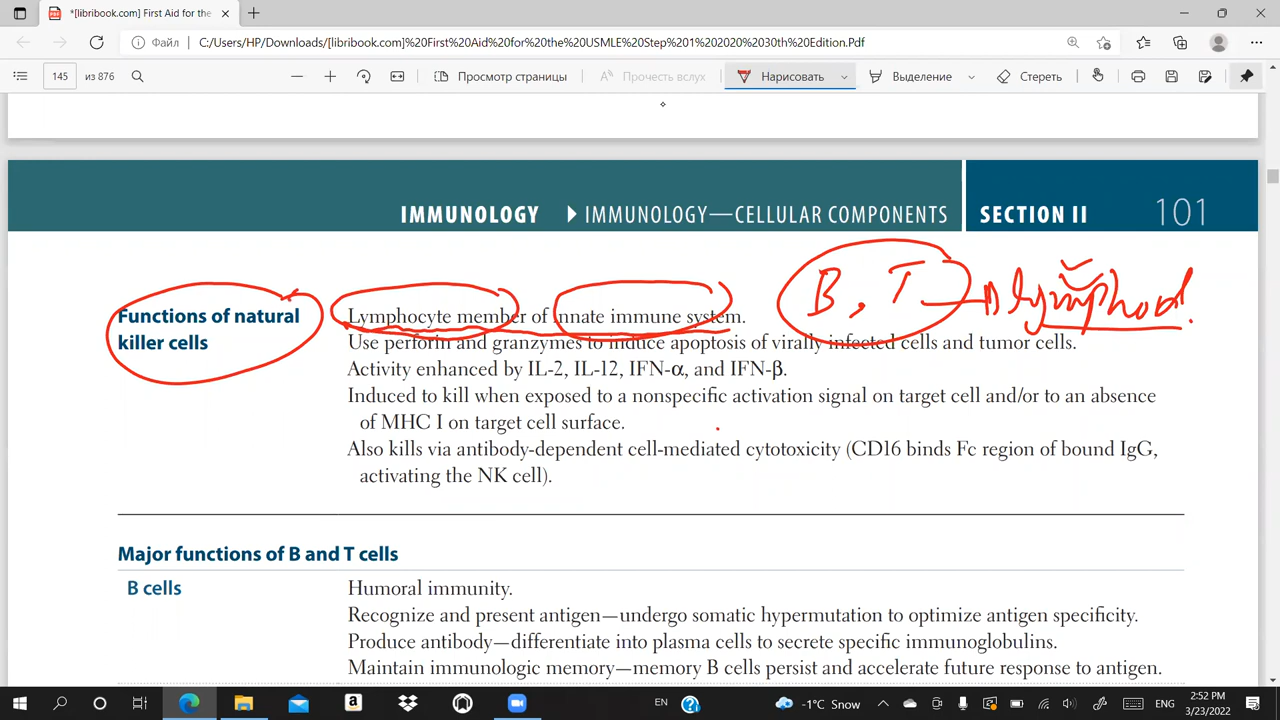 *[libribook.com] First Aid for the
Файл
C:/Users/HP/Downloads/[libribook.com]%20First%20Aid%20for%20the%20USMLE%20Step%201%202020%2030th%20Edition.Pdf
145 из 876
Просмотр страницы
Прочесть вслух
Нарисовать
Выделение
Стереть
IMMUNOLOGY ▶ IMMUNOLOGY—CELLULAR COMPONENTS SECTION II 101
B, T
lymphoid
Functions of natural
killer cells
Lymphocyte member of innate immune system.
Use perforin and granzymes to induce apoptosis of virally infected cells and tumor cells.
Activity enhanced by IL-2, IL-12, IFN-α, and IFN-β.
Induced to kill when exposed to a nonspecific activation signal on target cell and/or to an absence
of MHC I on target cell surface.
Also kills via antibody-dependent cell-mediated cytotoxicity (CD16 binds Fc region of bound IgG,
activating the NK cell).
Major functions of B and T cells
B cells
Humoral immunity.
Recognize and present antigen—undergo somatic hypermutation to optimize antigen specificity.
Produce antibody—differentiate into plasma cells to secrete specific immunoglobulins.
Maintain immunologic memory—memory B cells persist and accelerate future response to antigen.
EN
-1°C Snow
ENG
2:52 PM
3/23/2022